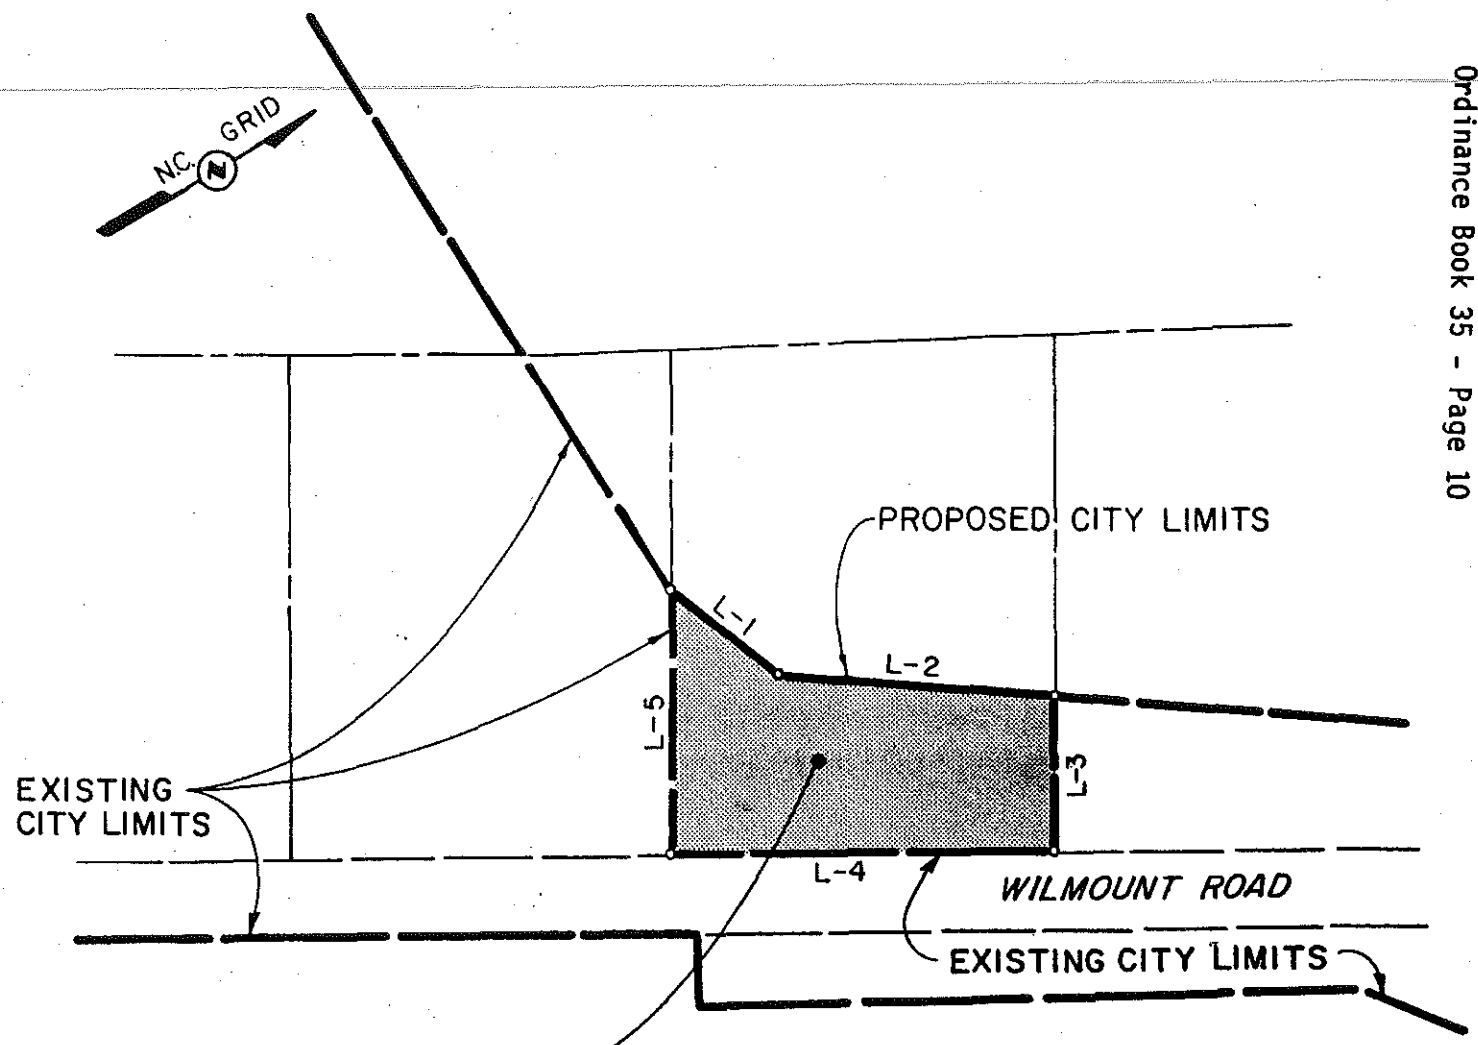 Ordinance Book 35 - Page 10
N.C. GRID
N
PROPOSED CITY LIMITS
L-1
L-2
L-5
L-3
EXISTING
CITY LIMITS
L-4
WILMOUNT ROAD
EXISTING CITY LIMITS